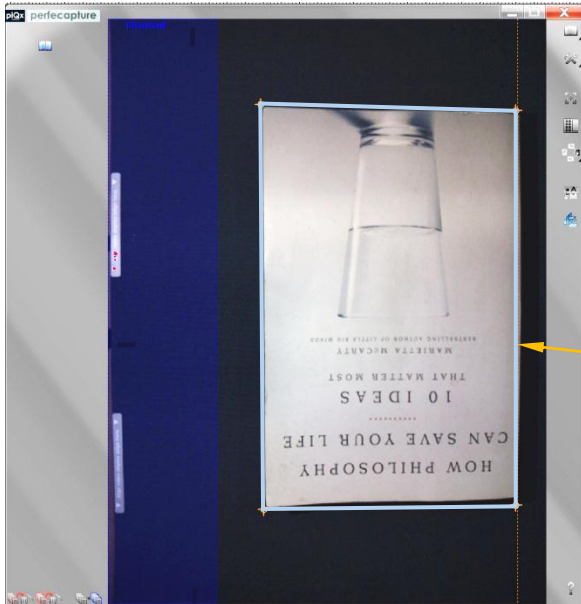 piQx perfecapture
HOW PHILOSOPHY
CAN SAVE YOUR LIFE
10 IDEAS
THAT MATTER MOST
MARIETTA McCARTY
BESTSELLING AUTHOR OF LITTLE BIG MINDS